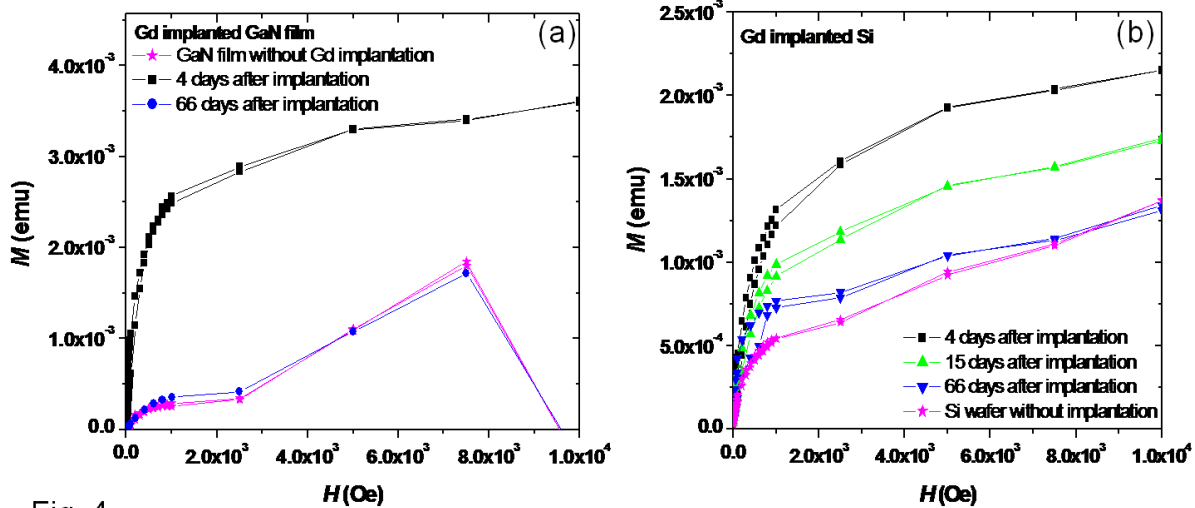 (a)
Gd implanted GaN film
GaN film without Gd implantation
4 days after implantation
66 days after implantation
4.0x10⁻³
3.0x10⁻³
2.0x10⁻³
1.0x10⁻³
0.0
M (emu)
0.0 2.0x10³ 4.0x10³ 6.0x10³ 8.0x10³ 1.0x10⁴
H (Oe)
(b)
Gd implanted Si
2.5x10⁻³
2.0x10⁻³
1.5x10⁻³
1.0x10⁻³
5.0x10⁻⁴
0.0
M (emu)
4 days after implantation
15 days after implantation
66 days after implantation
Si wafer without implantation
0.0 2.0x10³ 4.0x10³ 6.0x10³ 8.0x10³ 1.0x10⁴
H (Oe)